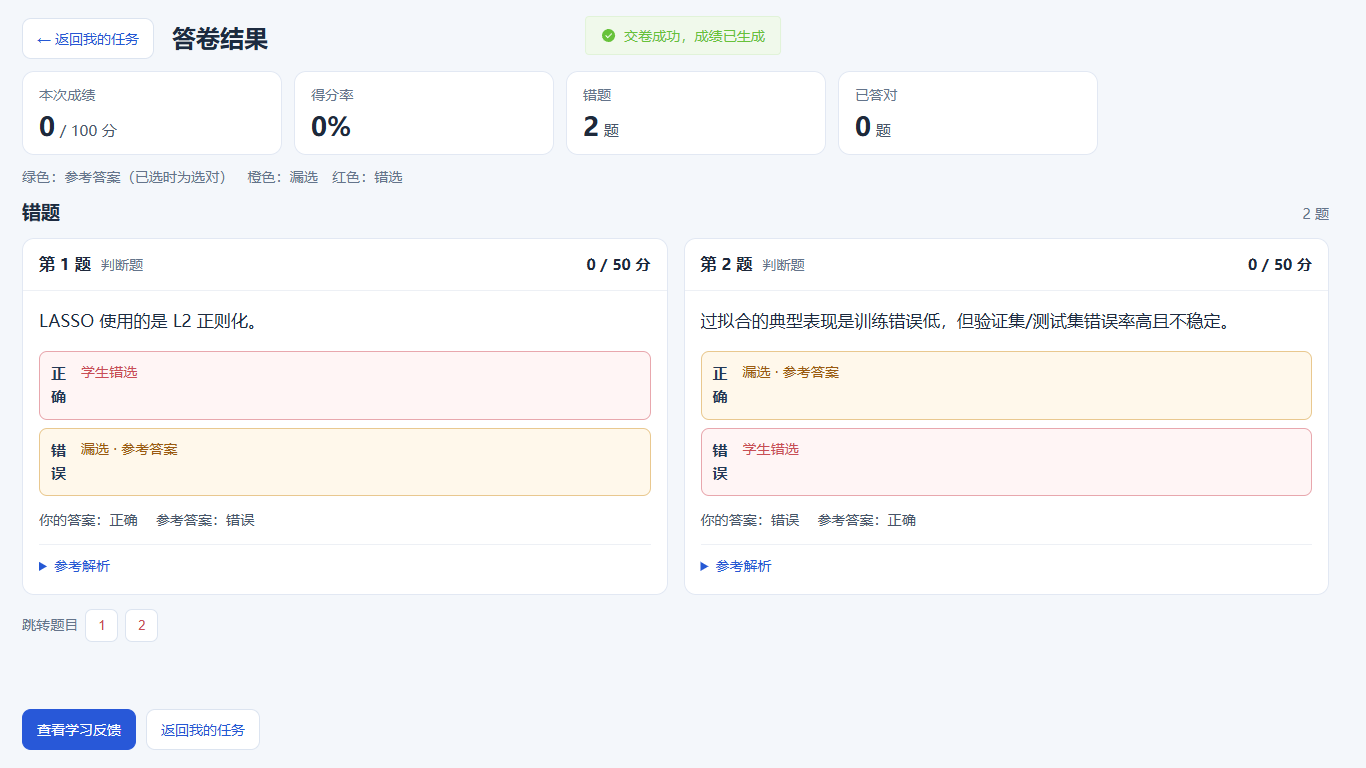 ← 返回我的任务
答卷结果
交卷成功，成绩已生成
本次成绩
0 / 100 分
得分率
0%
错题
2 题
已答对
0 题
绿色：参考答案（已选时为选对） 橙色：漏选 红色：错选
错题
2 题
第 1 题 判断题 0 / 50 分
LASSO 使用的是 L2 正则化。
正确 学生错选
错误 漏选 · 参考答案
你的答案：正确 参考答案：错误
▶ 参考解析
第 2 题 判断题 0 / 50 分
过拟合的典型表现是训练错误低，但验证集/测试集错误率高且不稳定。
正确 漏选 · 参考答案
错误 学生错选
你的答案：错误 参考答案：正确
▶ 参考解析
跳转题目 1 2
查看学习反馈 返回我的任务